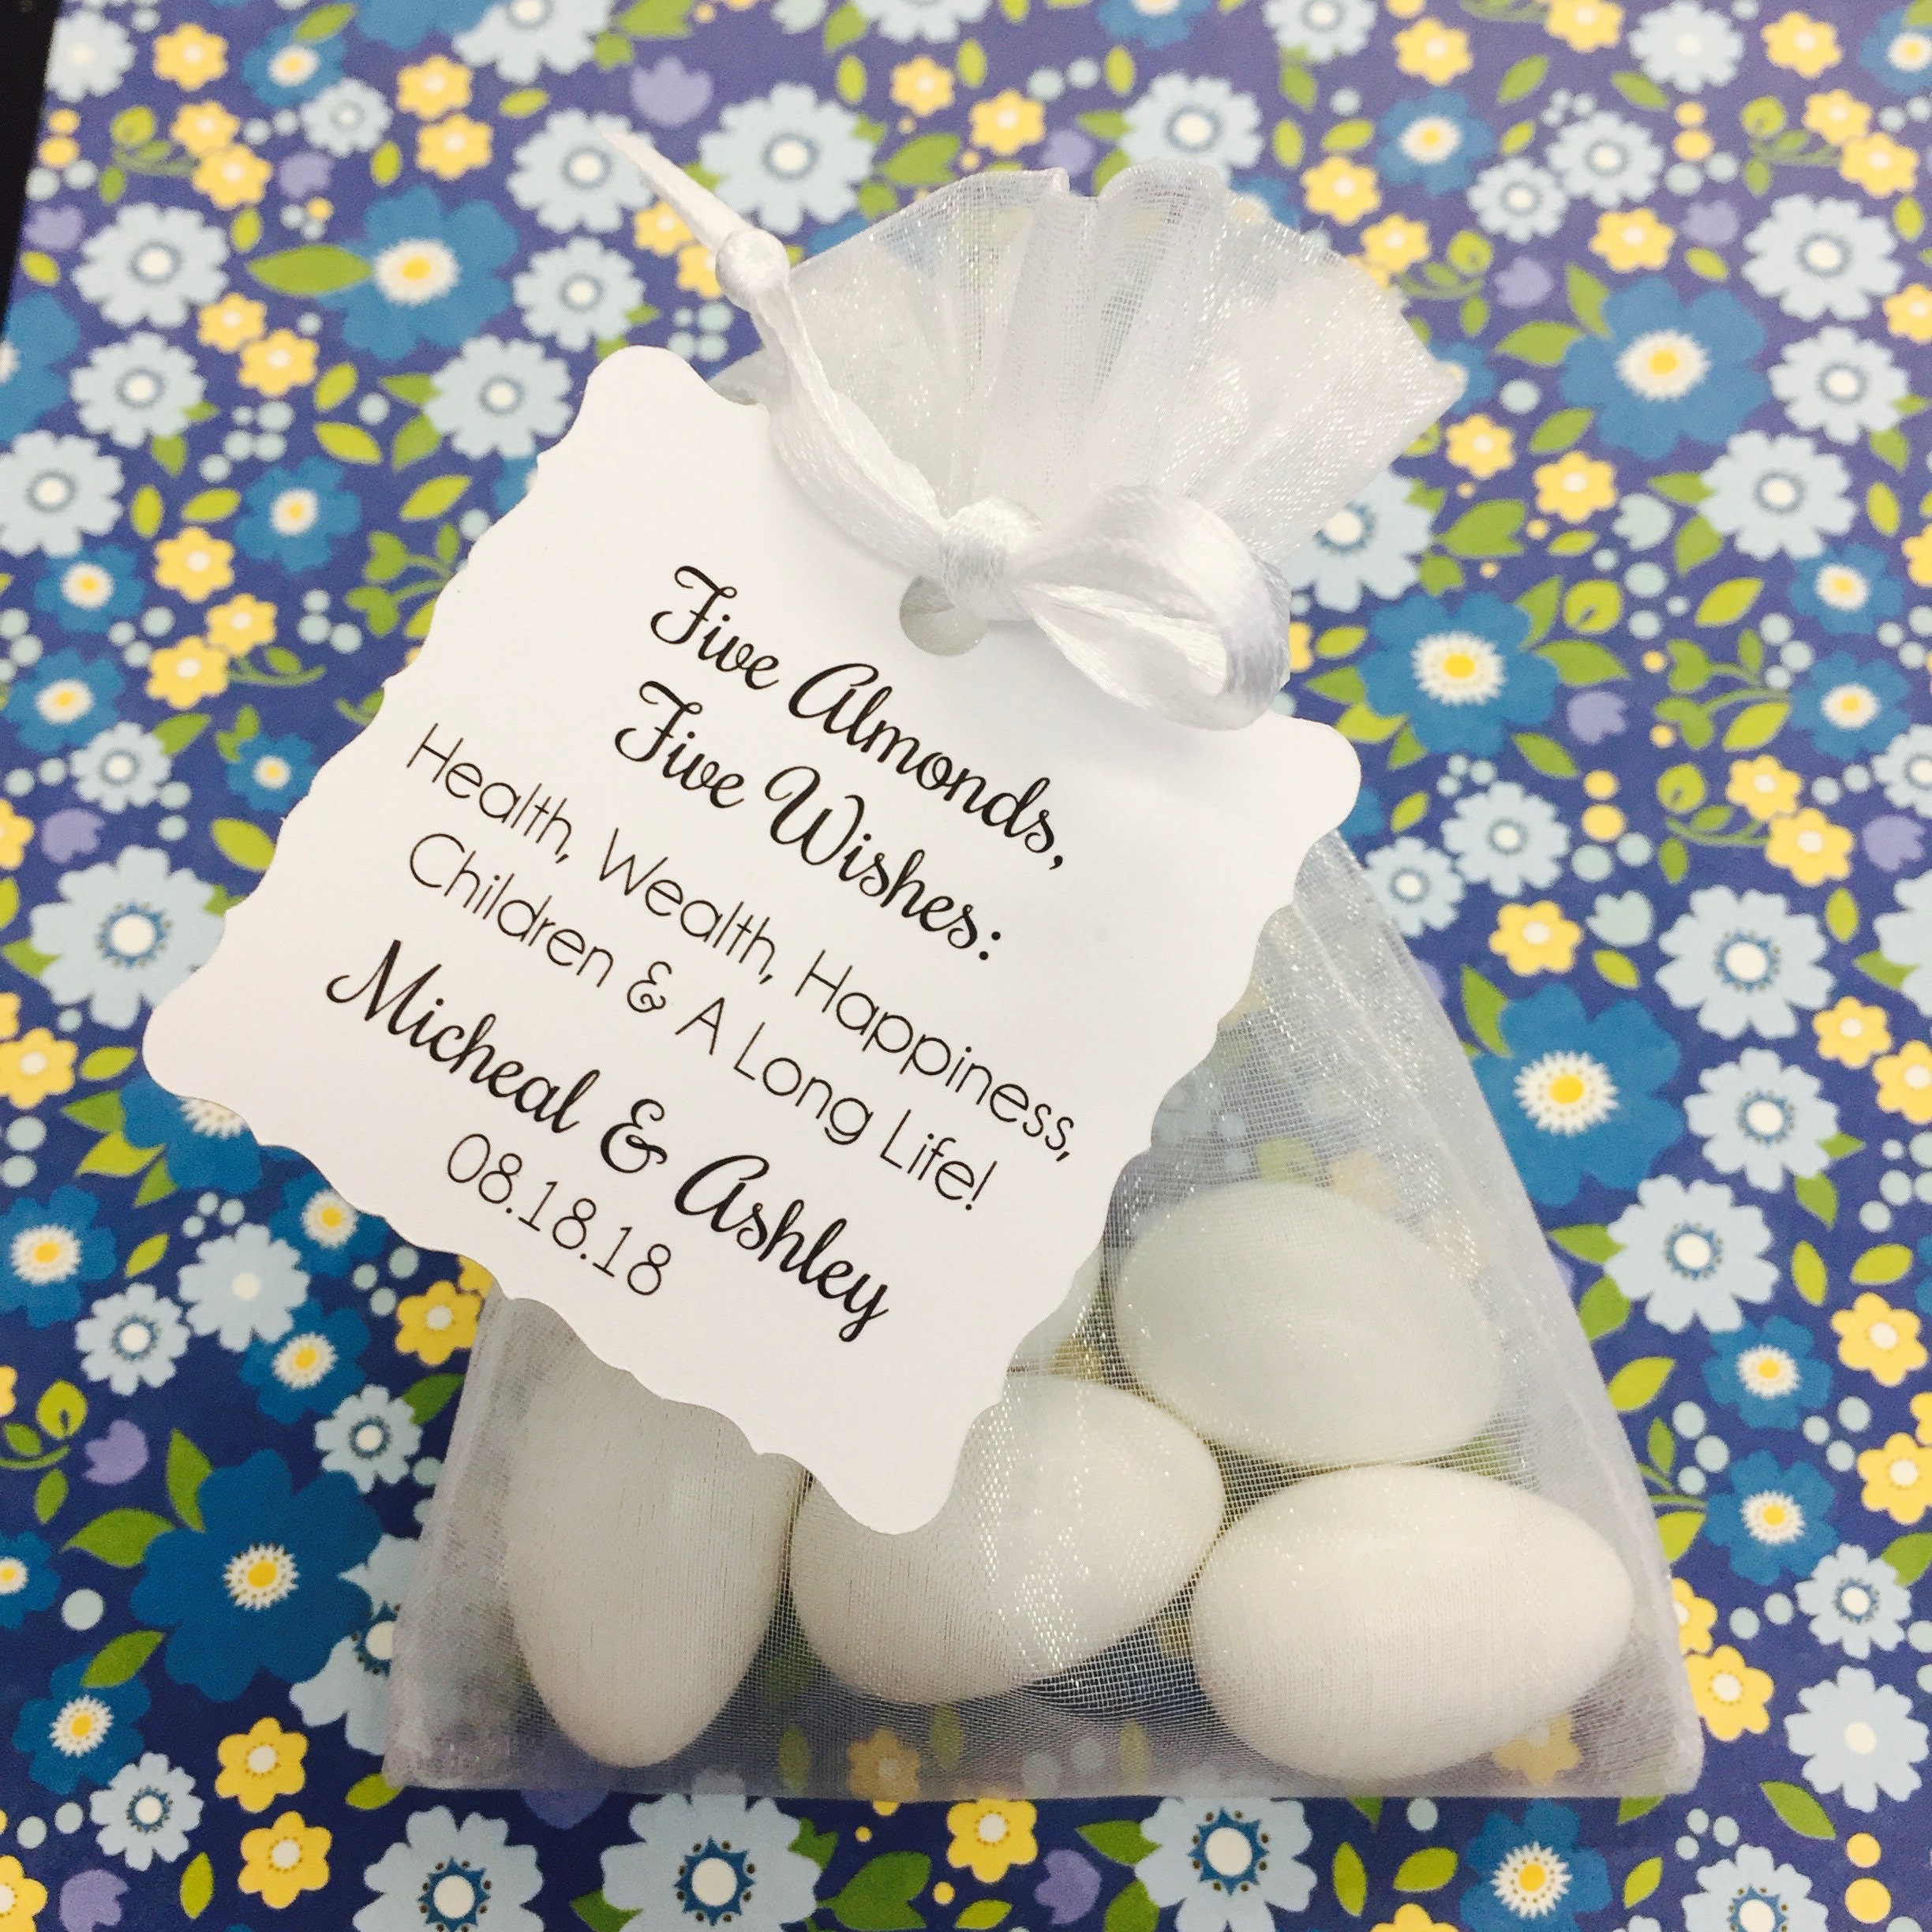 Five Almonds,
Five Wishes:
Health, Wealth, Happiness,
Children & A Long Life!
Micheal & Ashley
08.18.18